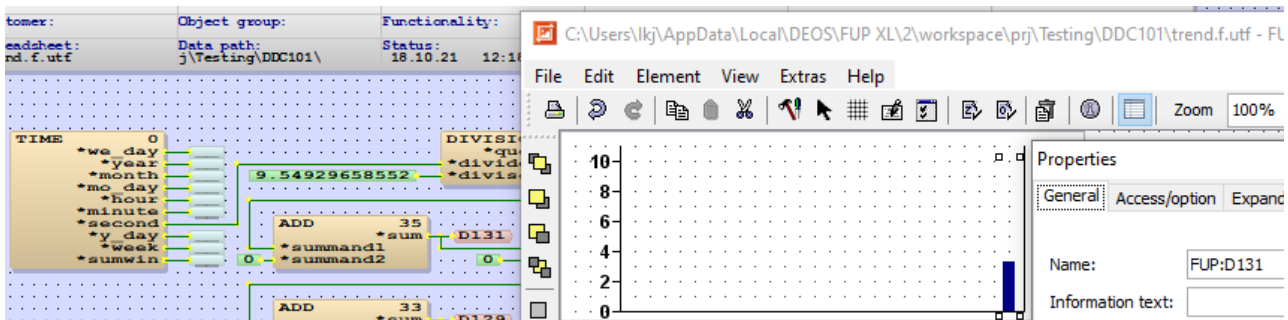 tomer:
Object group:
Functionality:
eadsheet:
nd.f.utf
Data path:
j\Testing\DDC101\
Status:
18.10.21 12:18
C:\Users\lkj\AppData\Local\DEOS\FUP XL\2\workspace\prj\Testing\DDC101\trend.f.utf - FU
File Edit Element View Extras Help
Zoom 100%
TIME 0
*we_day
*year
*month
*mo_day
*hour
*minute
*second
*y_day
*week
*sumwin
9.54929658552
DIVISI
*qu
*divid
*divis
ADD 35
*sum
*summand1
*summand2
0
D131
0
ADD 33
*sum
D129
10
8
6
4
2
0
Properties
General Access/option Expand
Name: FUP:D131
Information text: